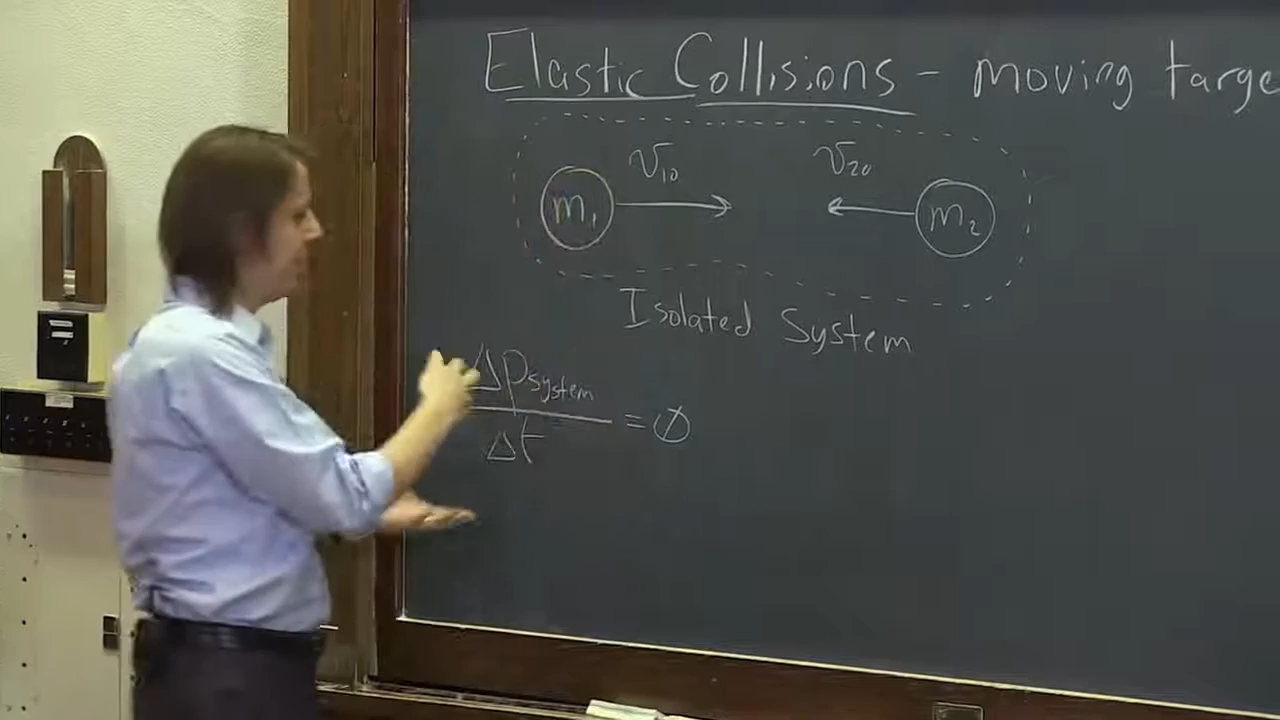 Elastic Collisions - moving targe
v₁₀ v₂₀
m₁ m₂
Isolated System
Δp system
Δt = ∅